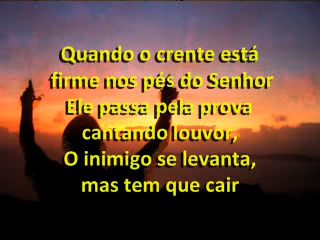 Quando o crente está
firme nos pés do Senhor
Ele passa pela prova
cantando louvor,
O inimigo se levanta,
mas tem que cair